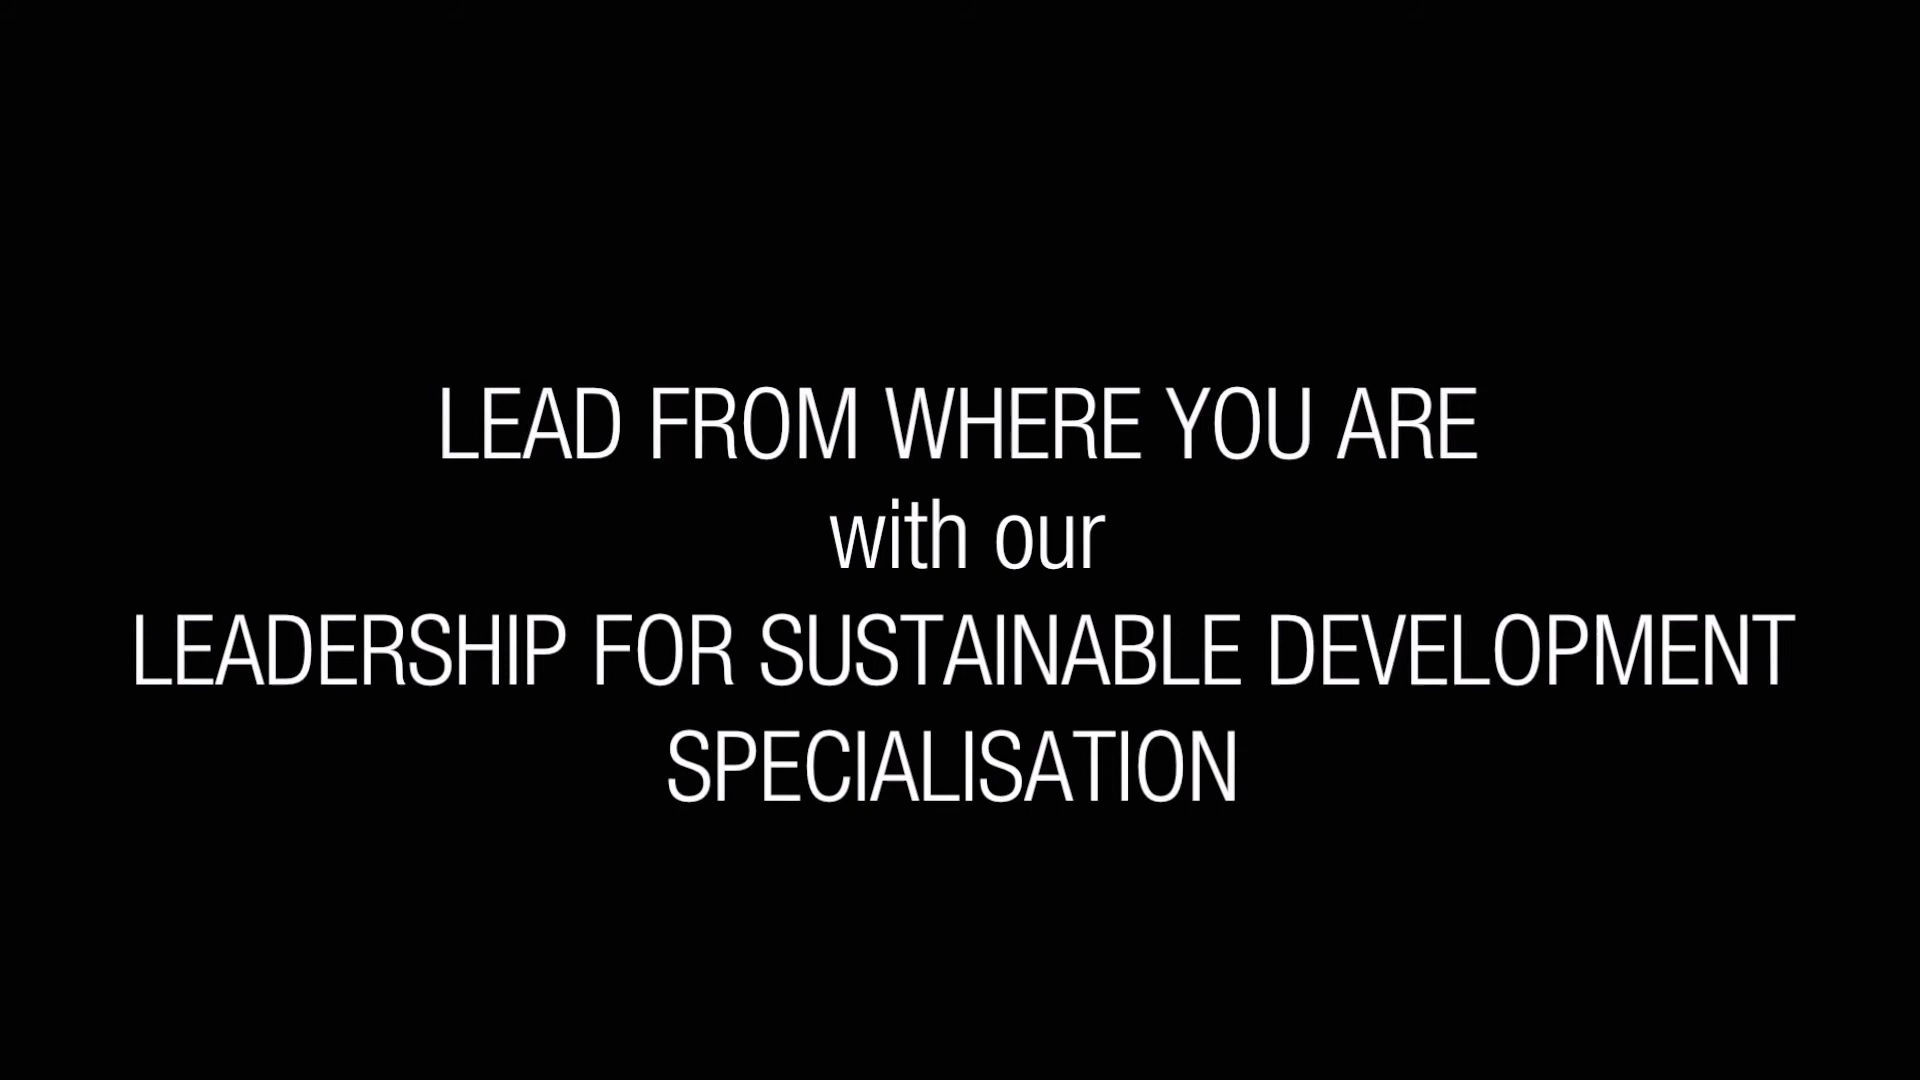 LEAD FROM WHERE YOU ARE
with our
LEADERSHIP FOR SUSTAINABLE DEVELOPMENT
SPECIALISATION